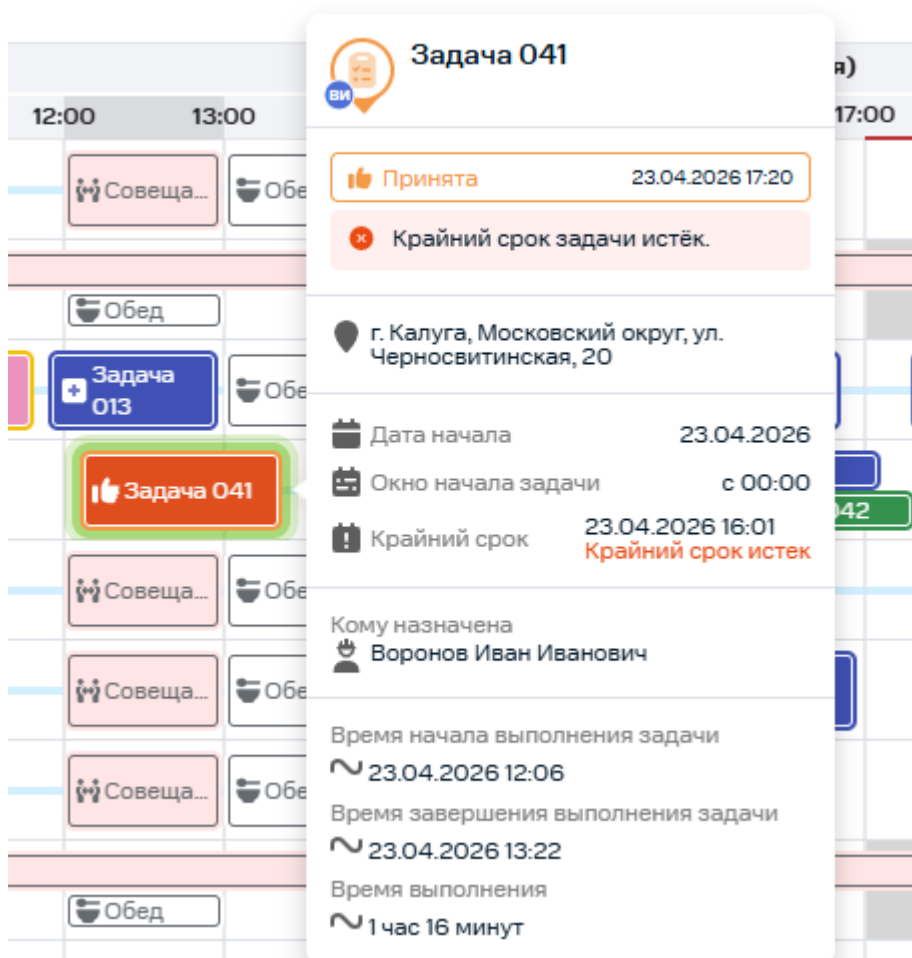 Задача 041
ВИ
я)
12:00
13:00
17:00
Совеща...
Обе
Принята
23.04.2026 17:20
Крайний срок задачи истёк.
Обед
г. Калуга, Московский округ, ул.
Черносвитинская, 20
Задача
013
Обе
Дата начала
23.04.2026
Задача 041
Окно начала задачи
с 00:00
042
Крайний срок
23.04.2026 16:01
Крайний срок истек
Совеща...
Обе
Кому назначена
Воронов Иван Иванович
Совеща...
Обе
Время начала выполнения задачи
23.04.2026 12:06
Совеща...
Обе
Время завершения выполнения задачи
23.04.2026 13:22
Время выполнения
1 час 16 минут
Обед